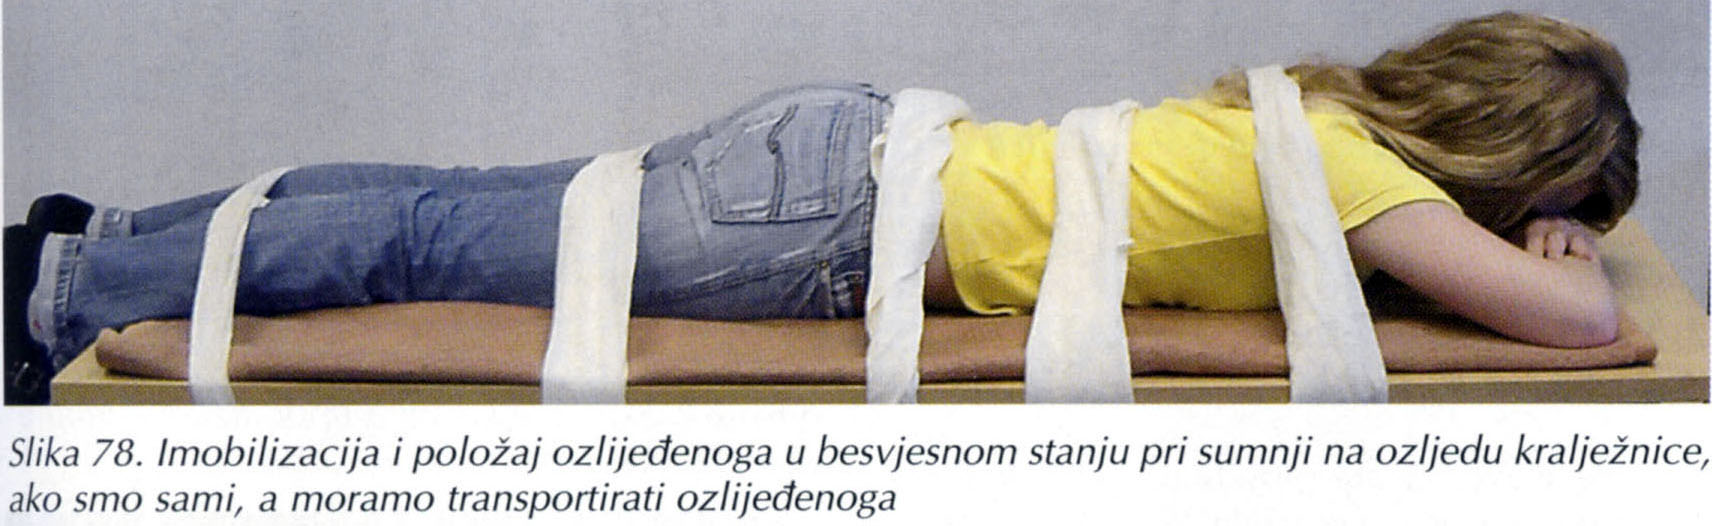 Slika 78. Imobilizacija i položaj ozlijeđenoga u besvjesnom stanju pri sumnji na ozljedu kralježnice,
ako smo sami, a moramo transportirati ozlijeđenoga